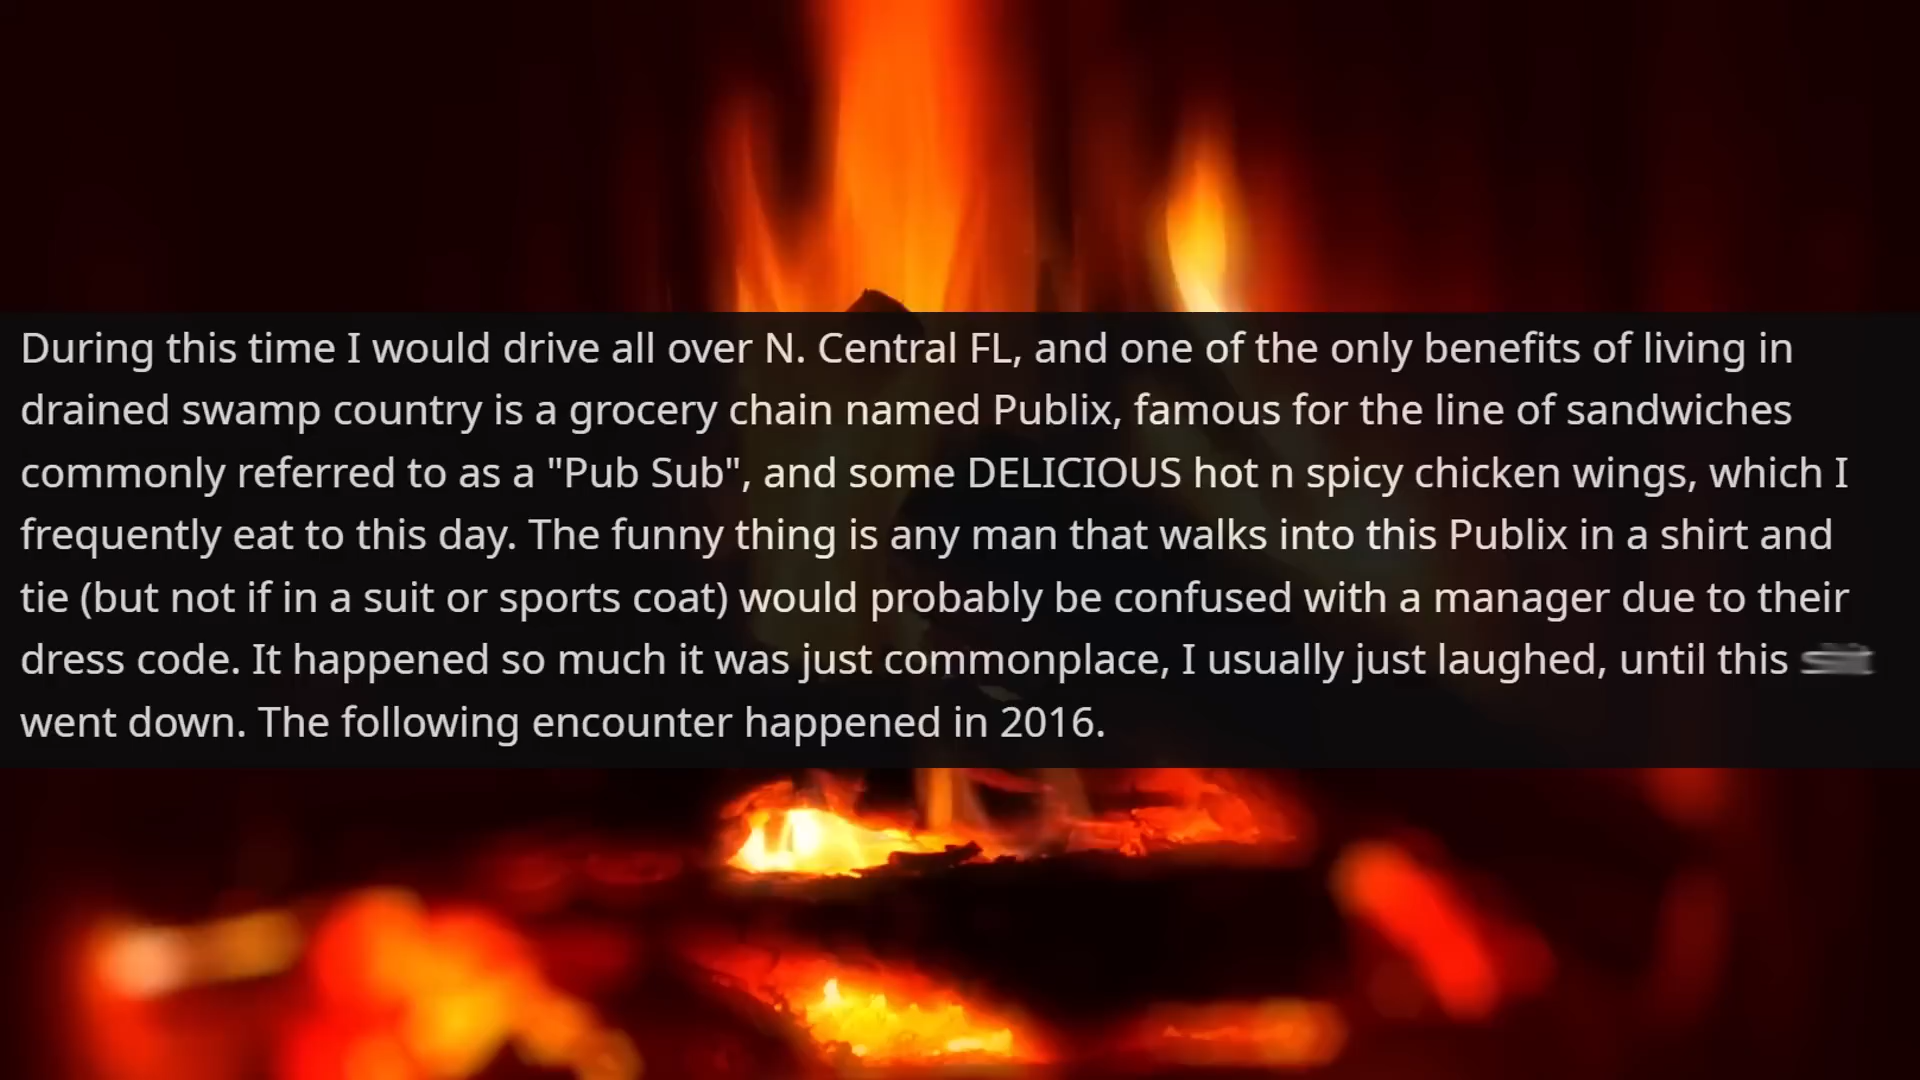 During this time I would drive all over N. Central FL, and one of the only benefits of living in
drained swamp country is a grocery chain named Publix, famous for the line of sandwiches
commonly referred to as a "Pub Sub", and some DELICIOUS hot n spicy chicken wings, which I
frequently eat to this day. The funny thing is any man that walks into this Publix in a shirt and
tie (but not if in a suit or sports coat) would probably be confused with a manager due to their
dress code. It happened so much it was just commonplace, I usually just laughed, until this
went down. The following encounter happened in 2016.